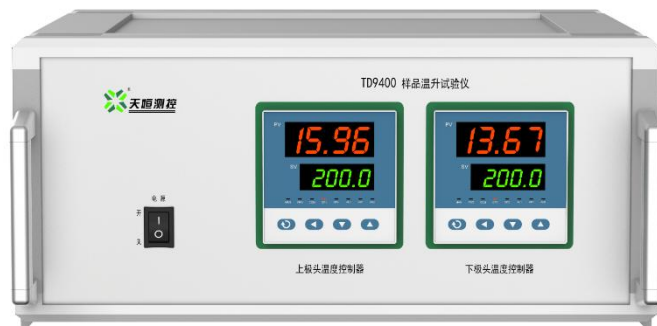 天恒测控
TD9400 样品温升试验仪
PV
15.96
SV
200.0
PV
13.67
SV
200.0
电源
开
I
O
关
上极头温度控制器
下极头温度控制器